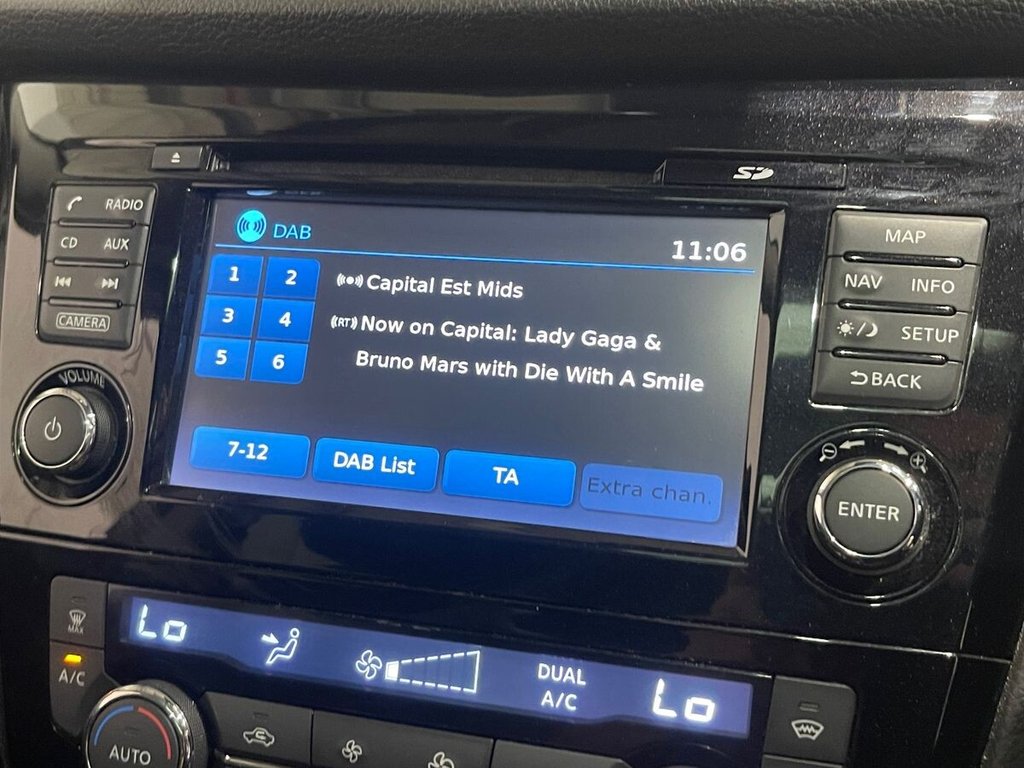 SD
RADIO
CD AUX
CAMERA
VOLUME
DAB
11:06
1 2
3 4
5 6
Capital Est Mids
(RT) Now on Capital: Lady Gaga &
Bruno Mars with Die With A Smile
7-12 DAB List TA Extra chan.
MAP
NAV INFO
SETUP
BACK
ENTER
MAX
A/C
Lo
DUAL
A/C
Lo
AUTO